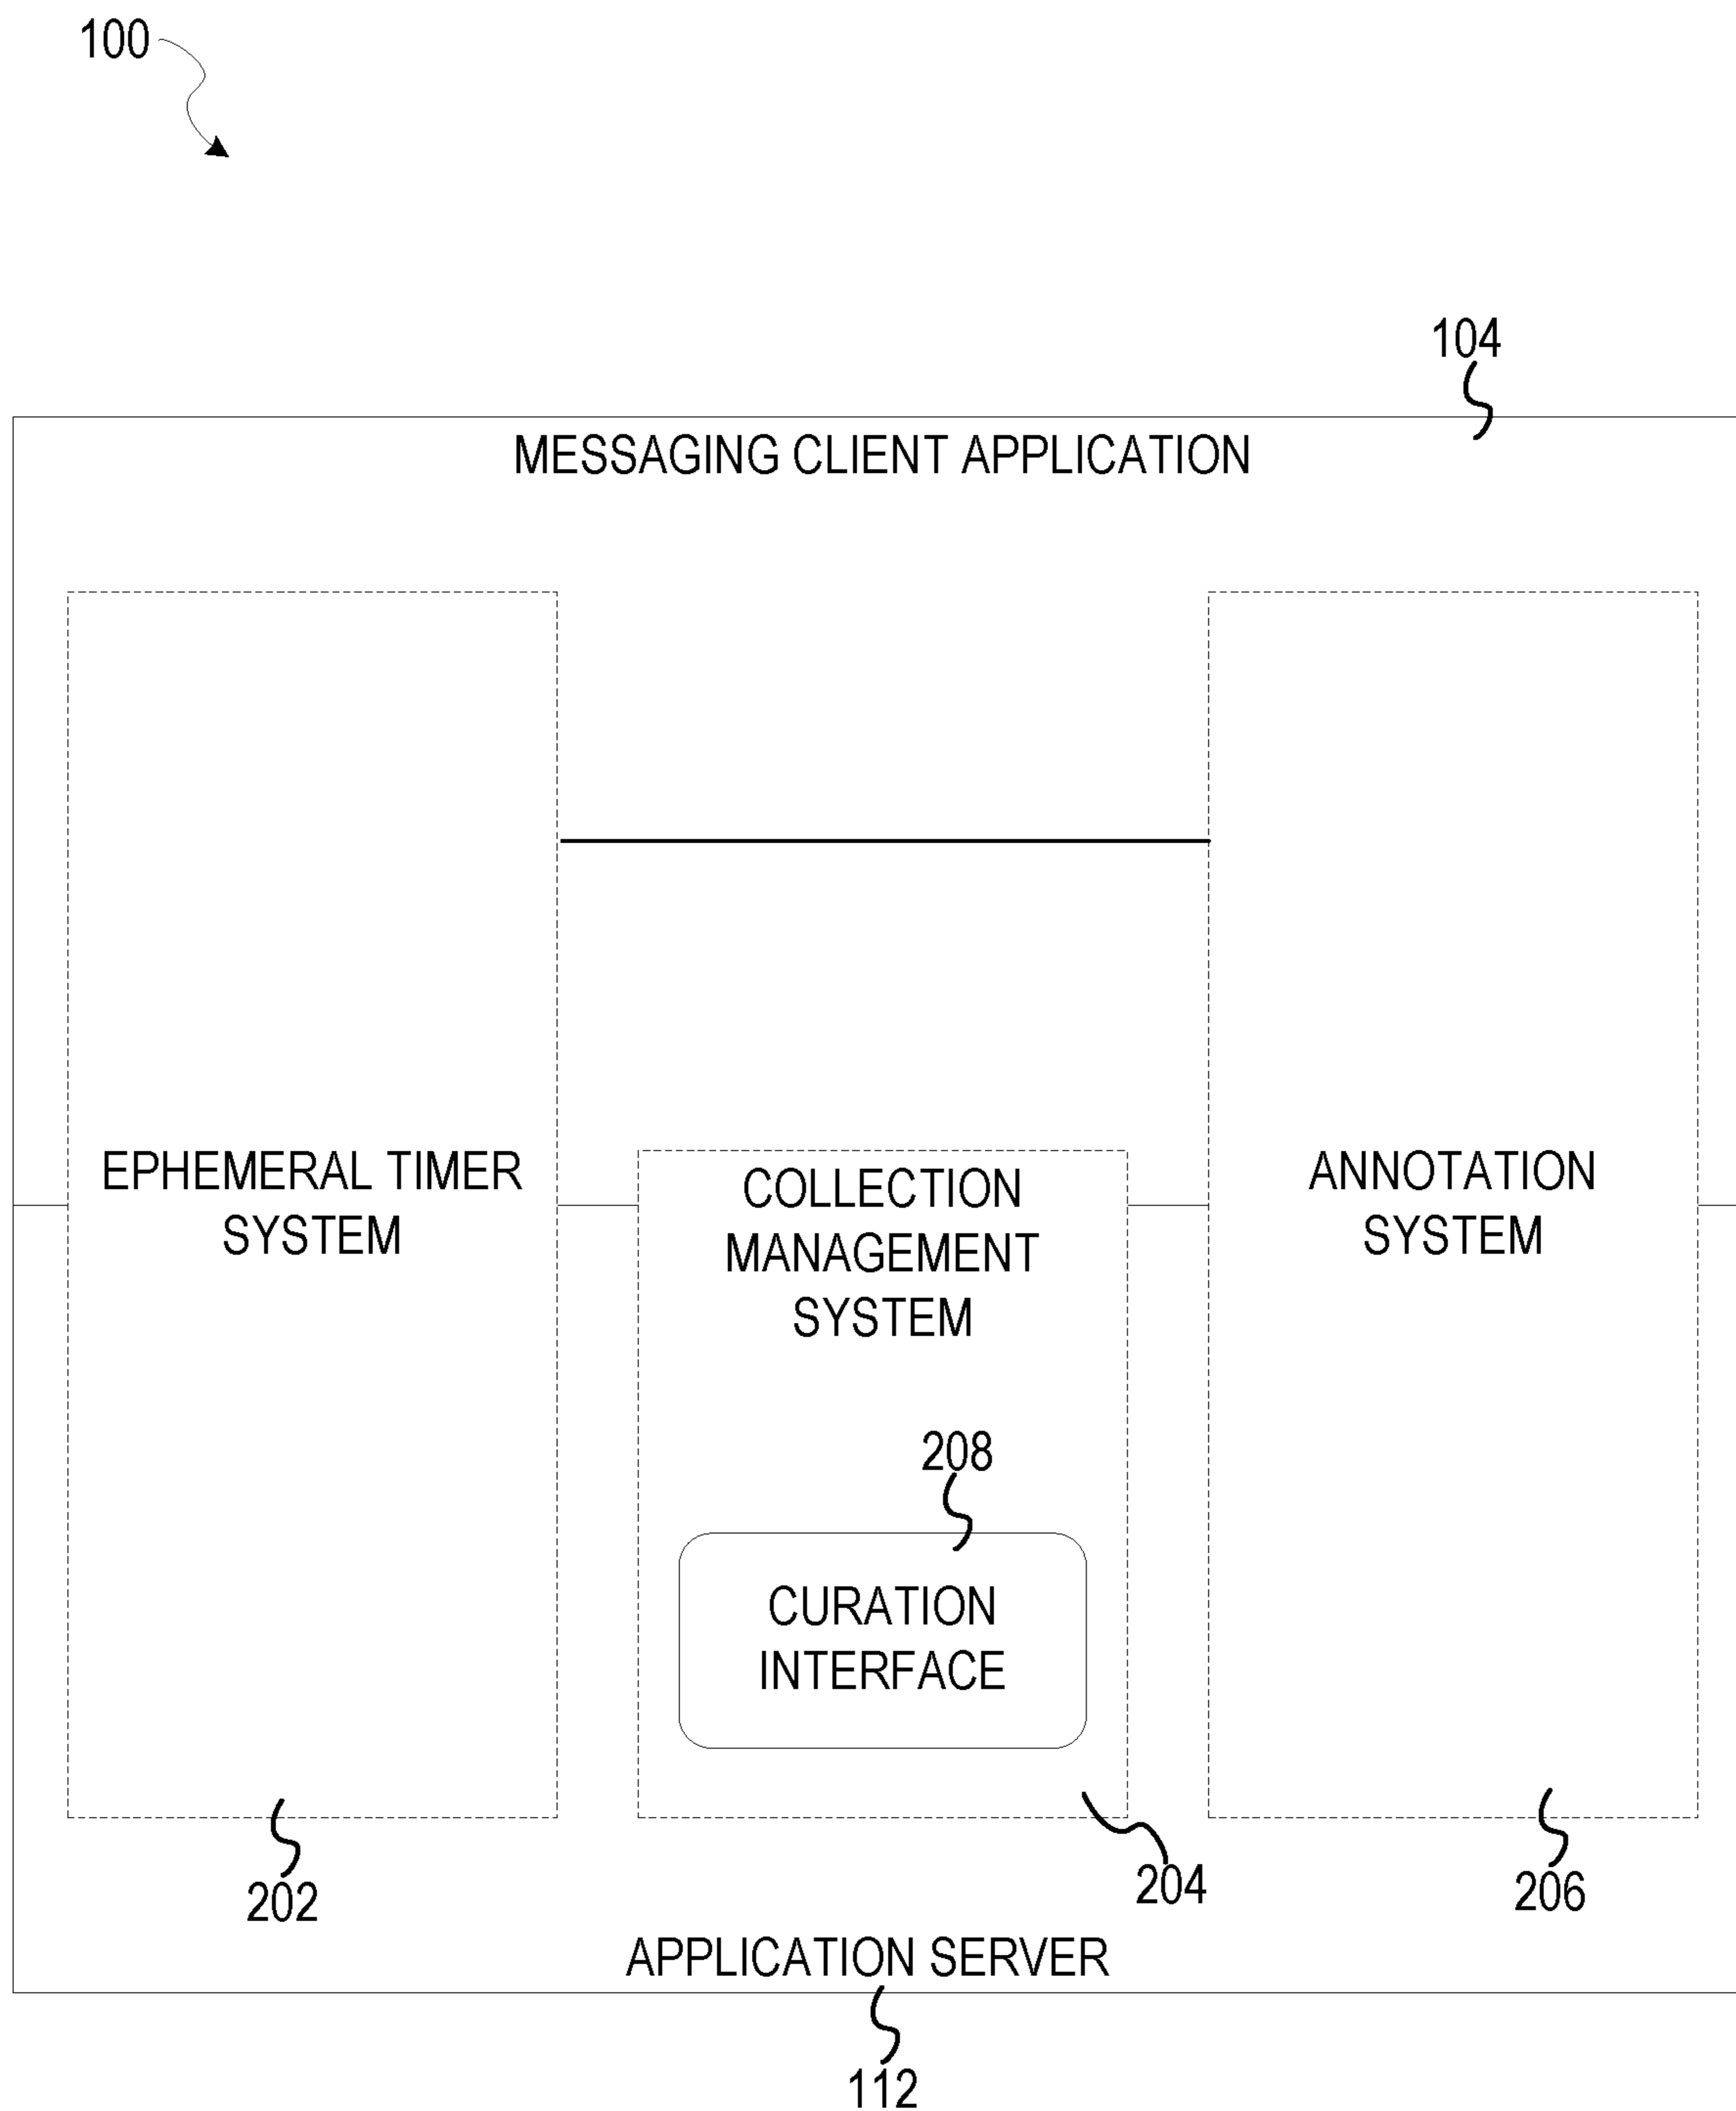 100
104
MESSAGING CLIENT APPLICATION
EPHEMERAL TIMER
SYSTEM
COLLECTION
MANAGEMENT
SYSTEM
ANNOTATION
SYSTEM
208
CURATION
INTERFACE
202
204
206
APPLICATION SERVER
112